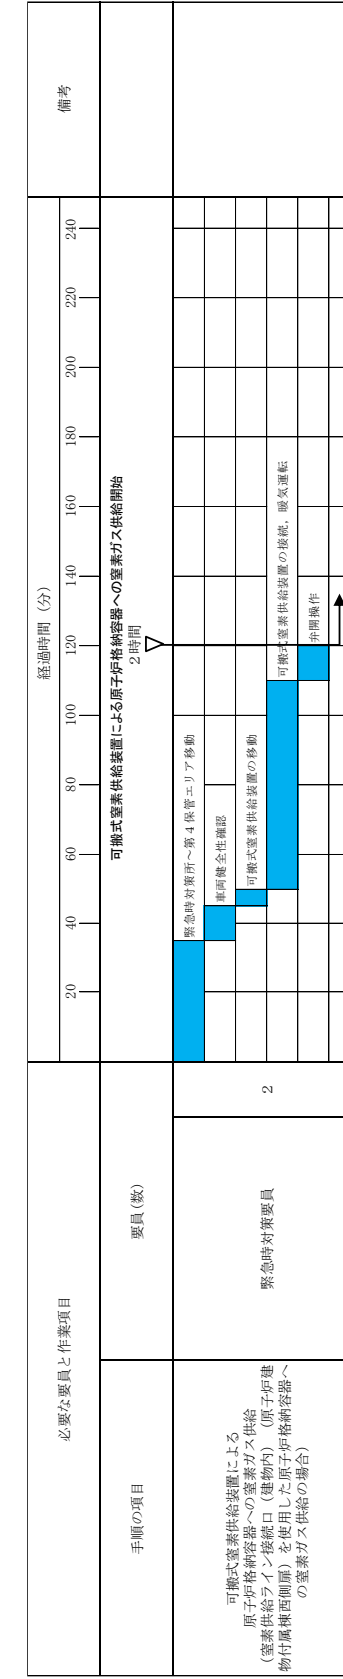 必要な要員と作業項目
経過時間（分）
備考
20 40 60 80 100 120 140 160 180 200 220 240
手順の項目
要員(数)
可搬式窒素供給装置による原子炉格納容器への窒素ガス供給開始
2時間
可搬式窒素供給装置による
原子炉格納容器への窒素ガス供給
（窒素供給ライン接続口（建物内）（原子炉建
物付属棟西側扉）を使用した原子炉格納容器へ
の窒素ガス供給の場合）
緊急時対策要員
2
緊急時対策所～第4保管エリア移動
車両健全性確認
可搬式窒素供給装置の移動
可搬式窒素供給装置の接続，暖気運転
弁開操作